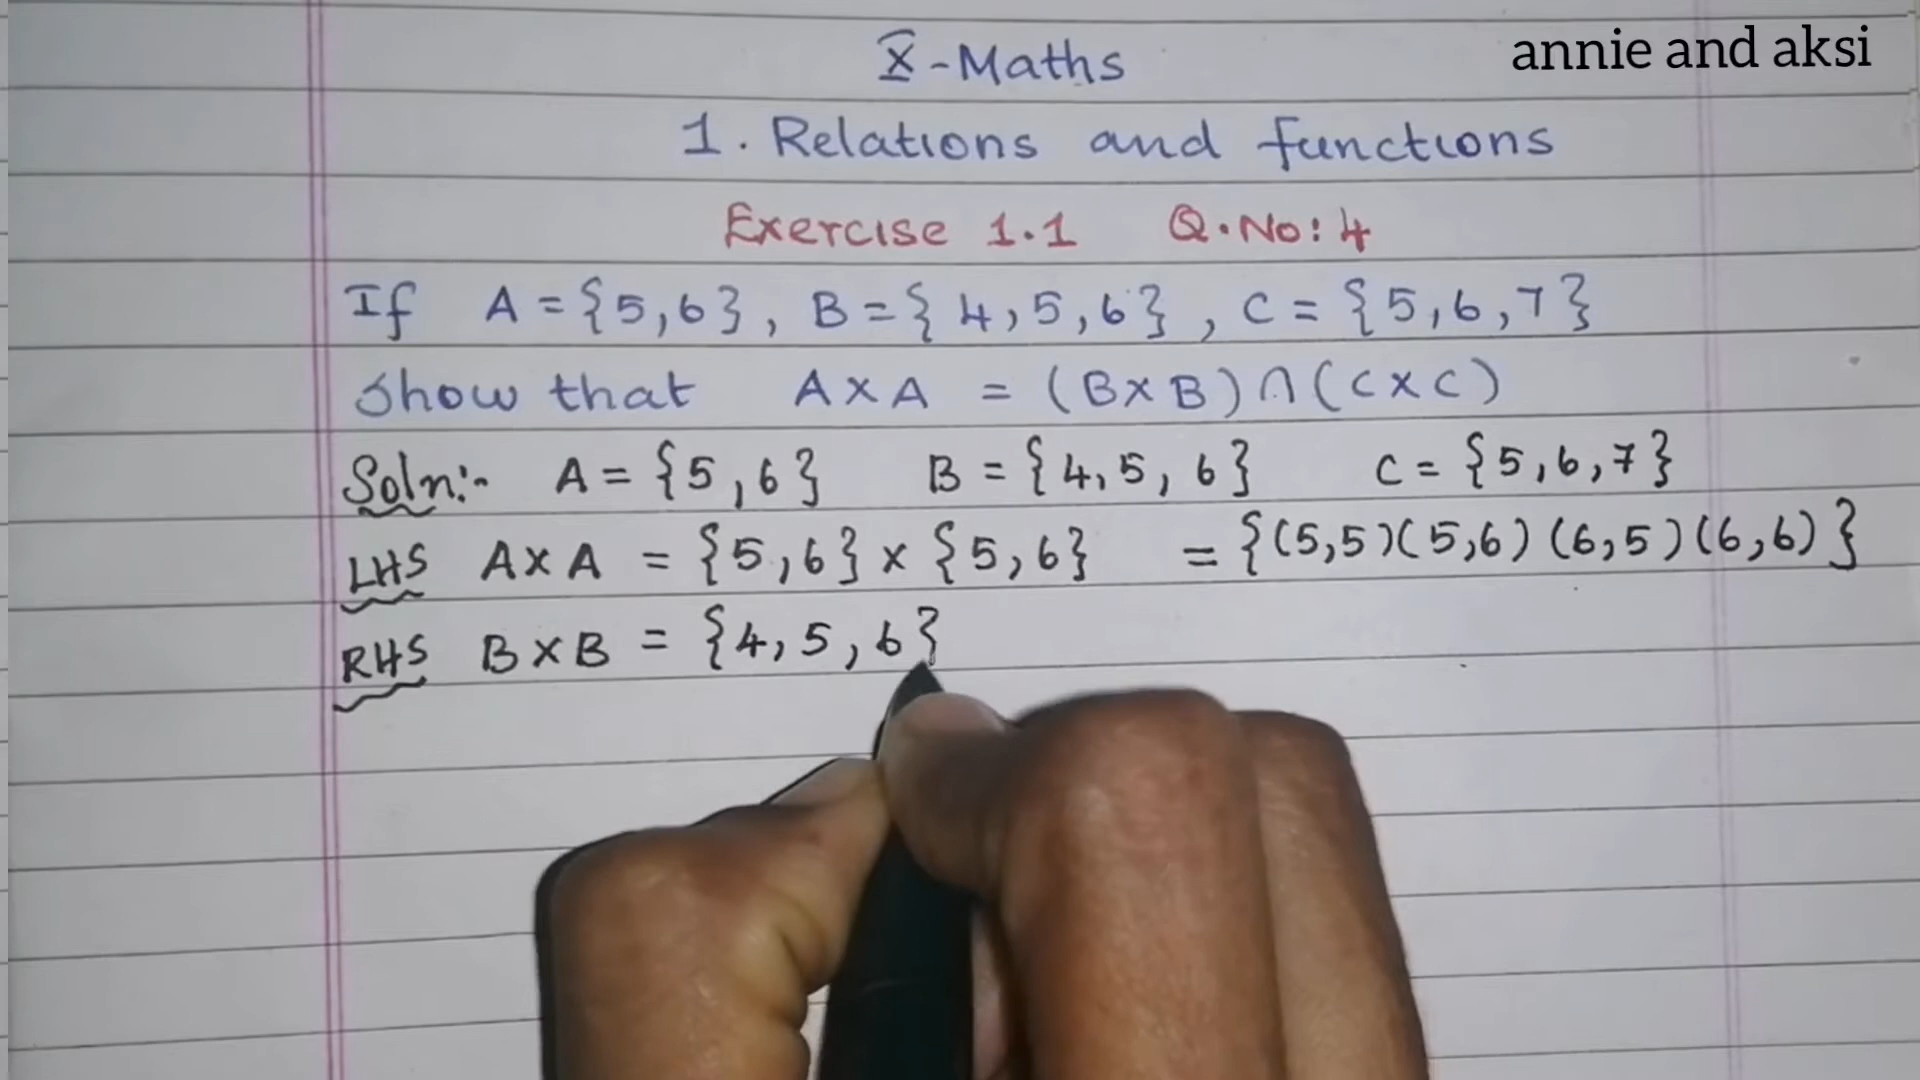 annie and aksi
X-Maths
1. Relations and functions
Exercise 1.1 Q.No: 4
If A = {5,6}, B = {4,5,6}, C = {5,6,7}
Show that A×A = (B×B)∩(C×C)
Soln:- A = {5,6} B = {4,5,6} C = {5,6,7}
LHS A×A = {5,6} × {5,6} = {(5,5)(5,6)(6,5)(6,6)}
RHS B×B = {4,5,6}